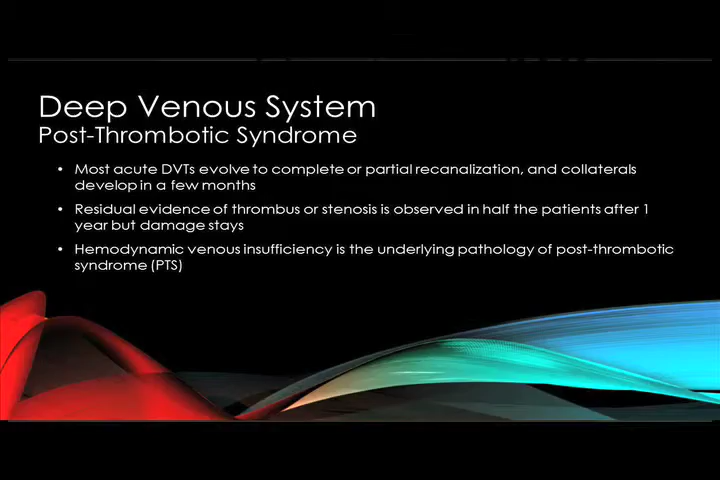 Deep Venous System
Post-Thrombotic Syndrome
• Most acute DVTs evolve to complete or partial recanalization, and collaterals
develop in a few months
• Residual evidence of thrombus or stenosis is observed in half the patients after 1
year but damage stays
• Hemodynamic venous insufficiency is the underlying pathology of post-thrombotic
syndrome (PTS)